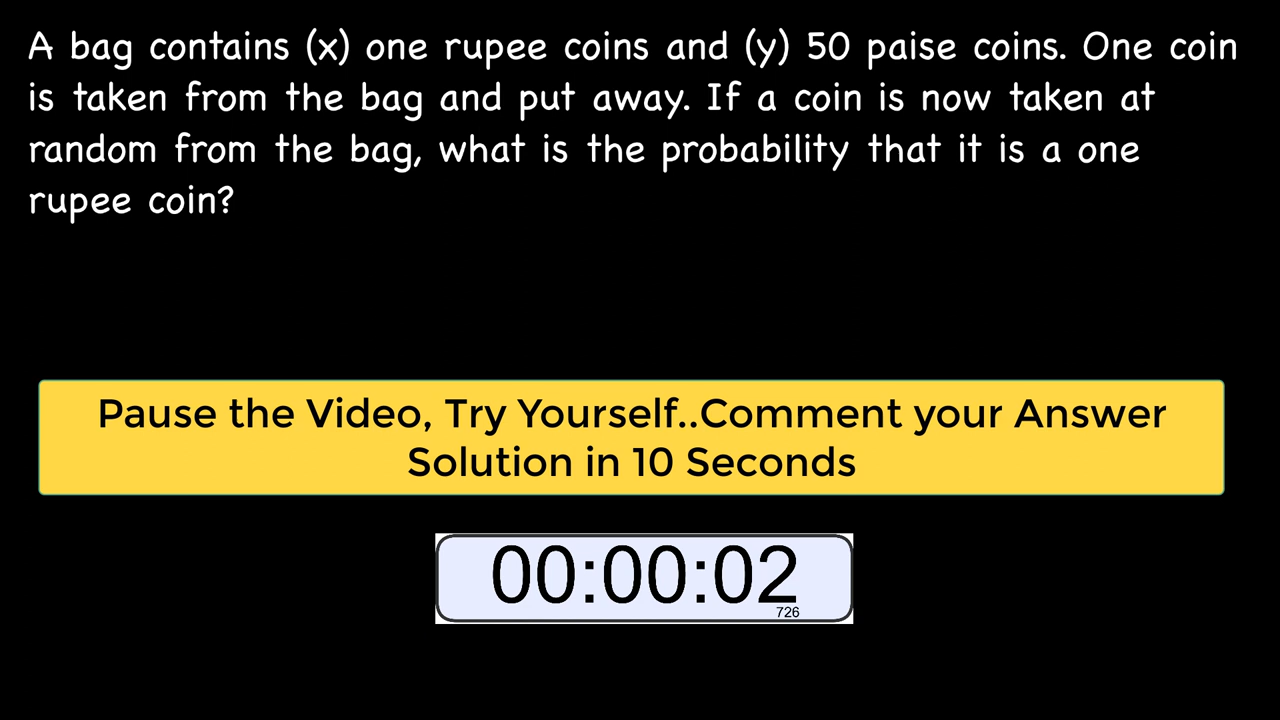 A bag contains (x) one rupee coins and (y) 50 paise coins. One coin
is taken from the bag and put away. If a coin is now taken at
random from the bag, what is the probability that it is a one
rupee coin?
Pause the Video, Try Yourself..Comment your Answer
Solution in 10 Seconds
00:00:02
726